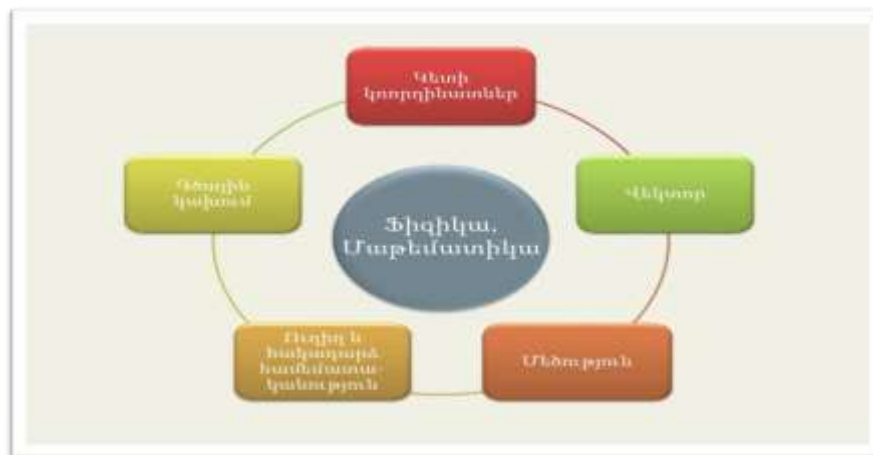 Կետի
կոորդինատներ
Վեկտոր
Մեծություն
Ուղիղ և
հակադարձ
համեմատա-
կանություն
Գծային
կախում
Ֆիզիկա,
Մաթեմատիկա